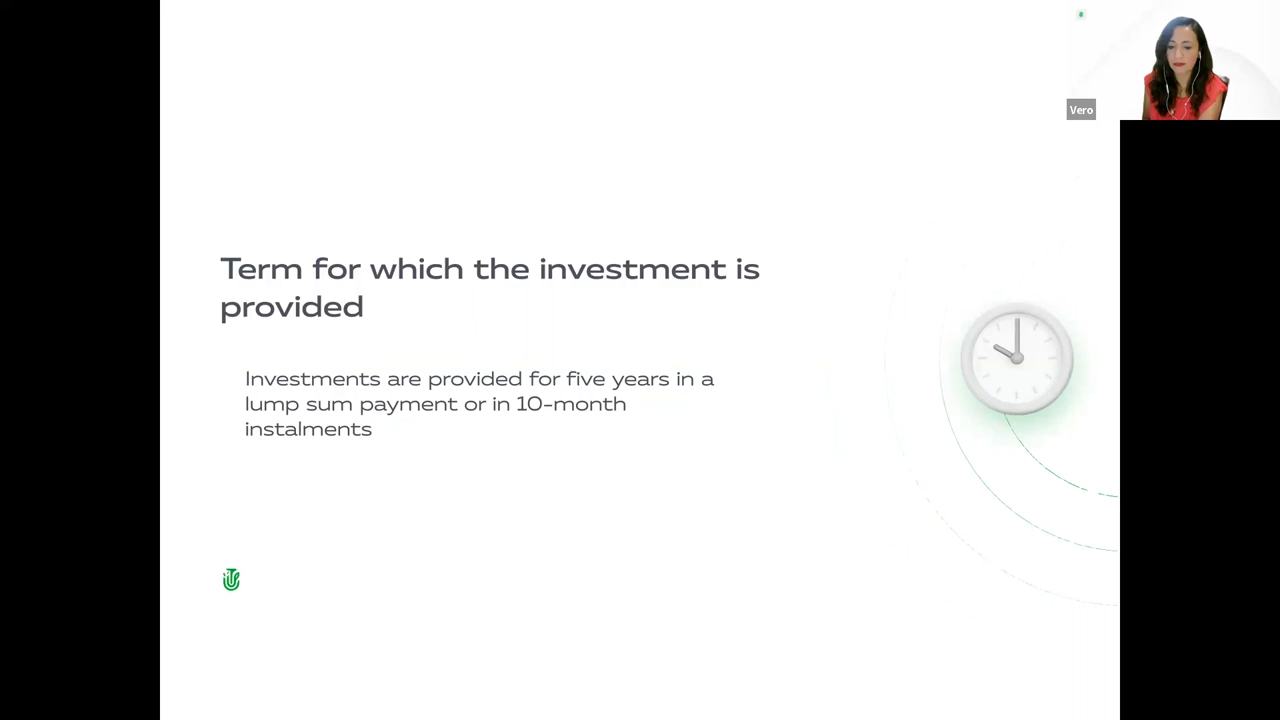 Vero
Term for which the investment is
provided
Investments are provided for five years in a
lump sum payment or in 10-month
instalments